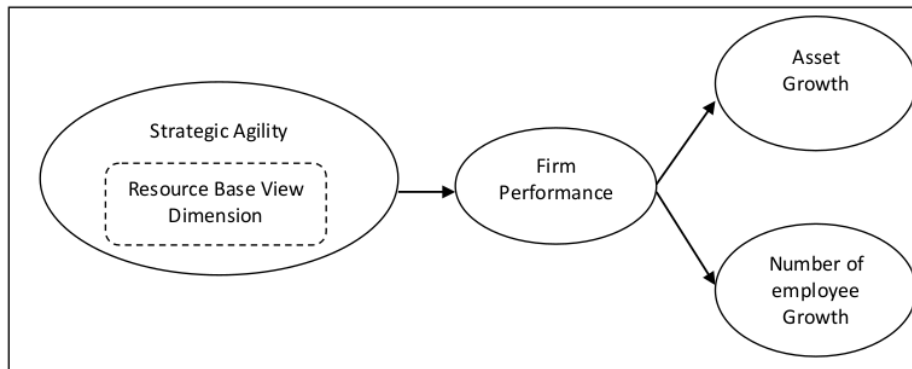 Strategic Agility
Resource Base View
Dimension
Firm
Performance
Asset
Growth
Number of
employee
Growth